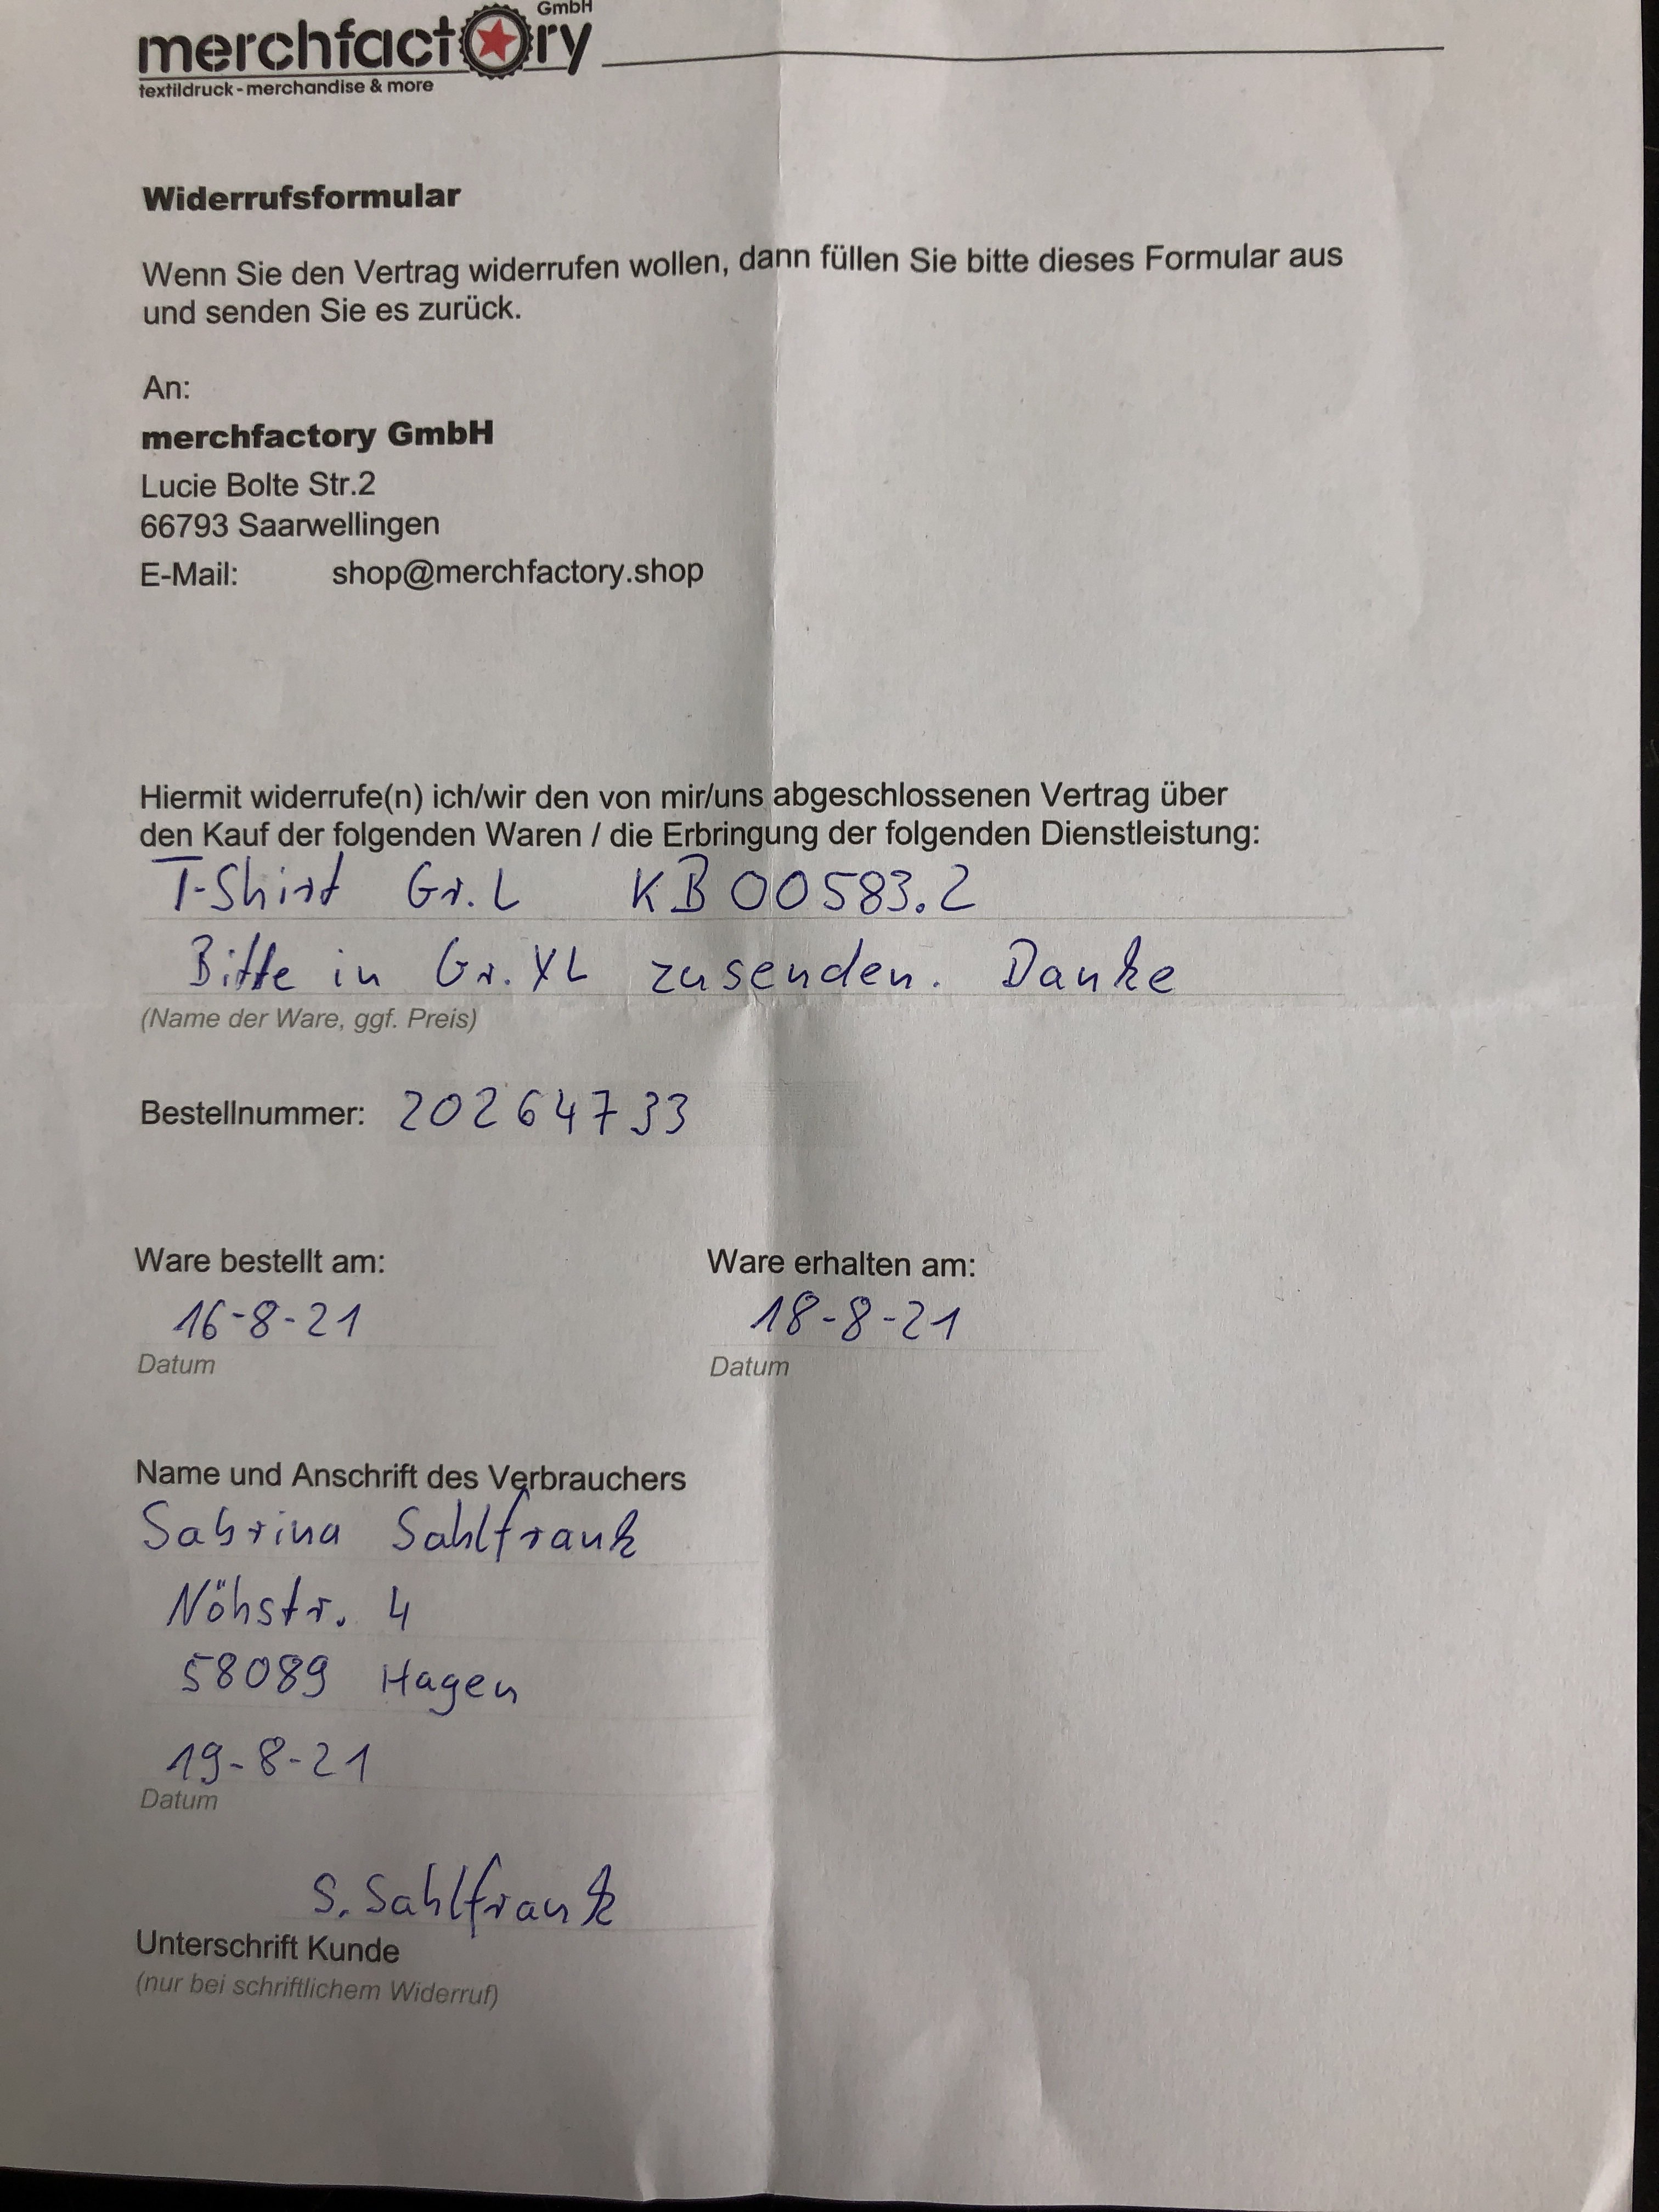 GmbH
merchfactory
textildruck - merchandise & more
Widerrufsformular
Wenn Sie den Vertrag widerrufen wollen, dann füllen Sie bitte dieses Formular aus
und senden Sie es zurück.
An:
merchfactory GmbH
Lucie Bolte Str.2
66793 Saarwellingen
E-Mail: shop@merchfactory.shop
Hiermit widerrufe(n) ich/wir den von mir/uns abgeschlossenen Vertrag über
den Kauf der folgenden Waren / die Erbringung der folgenden Dienstleistung:
T-Shirt Gr. L KB00583.2
Bitte in Gr. XL zusenden. Danke
(Name der Ware, ggf. Preis)
Bestellnummer: 20264733
Ware bestellt am: Ware erhalten am:
16-8-21 18-8-21
Datum Datum
Name und Anschrift des Verbrauchers
Sabrina Sahlfrank
Nöhstr. 4
58089 Hagen
19-8-21
Datum
S. Sahlfrank
Unterschrift Kunde
(nur bei schriftlichem Widerruf)